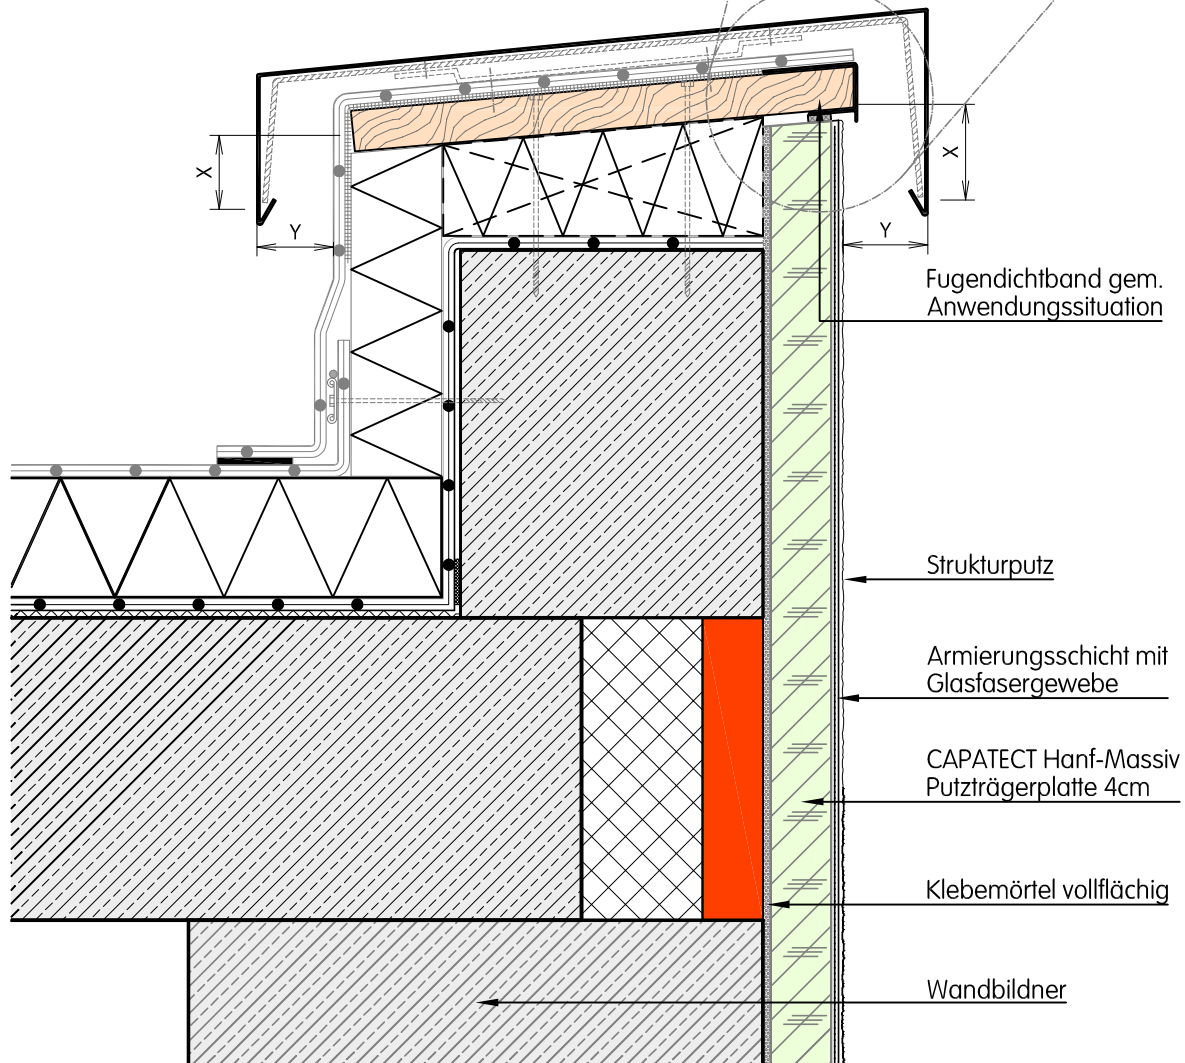 X
Y
X
Y
Fugendichtband gem.
Anwendungssituation
Strukturputz
Armierungsschicht mit
Glasfasergewebe
CAPATECT Hanf-Massiv
Putzträgerplatte 4cm
Klebemörtel vollflächig
Wandbildner